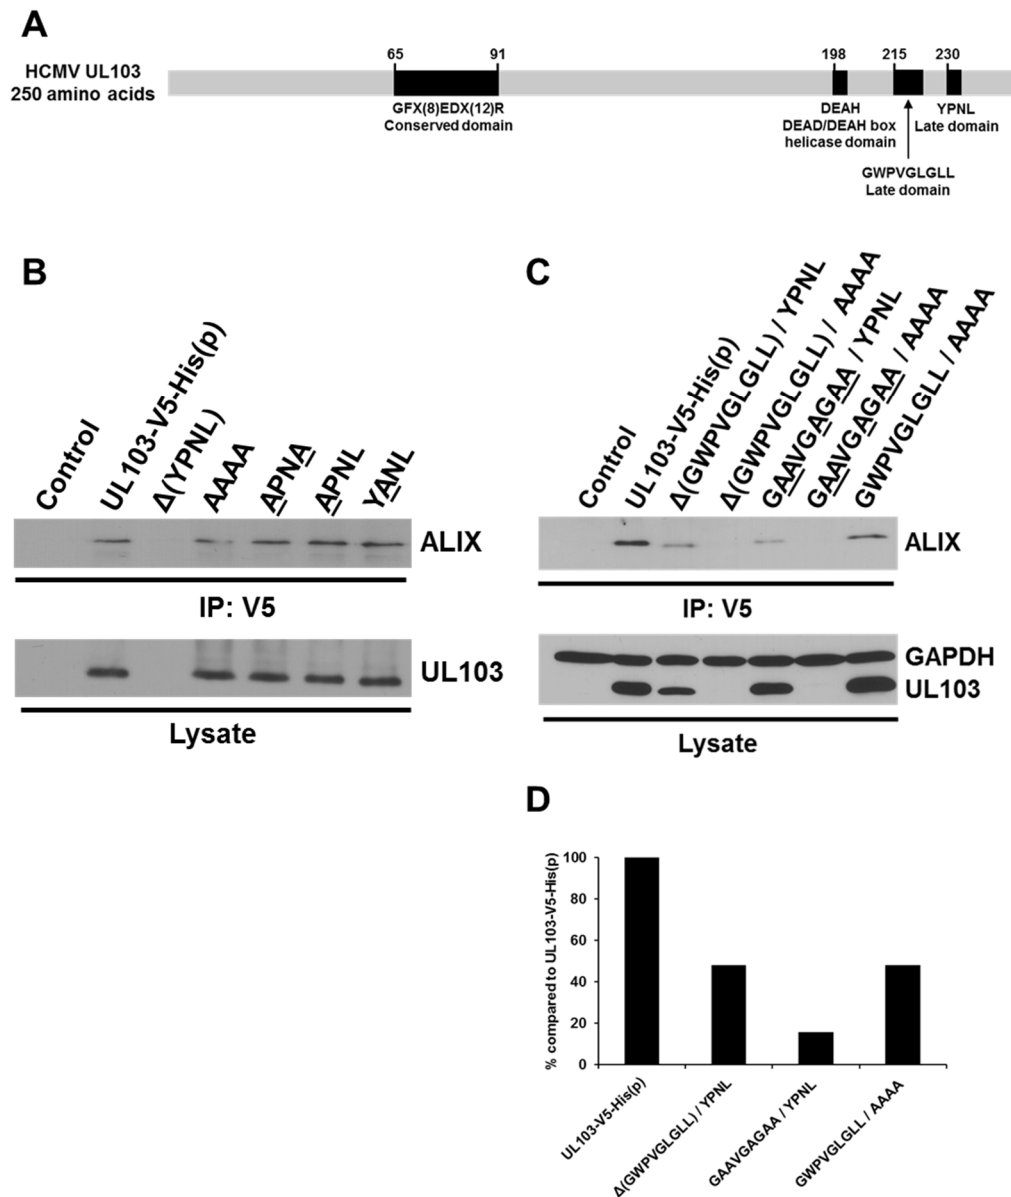 A
HCMV UL103
250 amino acids
65
91
198
215
230
GFX(8)EDX(12)R
Conserved domain
DEAH
DEAD/DEAH box
helicase domain
YPNL
Late domain
GWPVGLGLL
Late domain
B
Control
UL103-V5-His(p)
Δ(YPNL)
AAAA
APNA
APNL
YANL
ALIX
IP: V5
UL103
Lysate
C
Control
UL103-V5-His(p)
Δ(GWPVGLGLL) / YPNL
Δ(GWPVGLGLL) / AAAA
GAAVGAGAA / YPNL
GAAVGAGAA / AAAA
GWPVGLGLL / AAAA
ALIX
IP: V5
GAPDH
UL103
Lysate
D
% compared to UL103-V5-His(p)
100
80
60
40
20
0
UL103-V5-His(p)
Δ(GWPVGLGLL) / YPNL
GAAVGAGAA / YPNL
GWPVGLGLL / AAAA